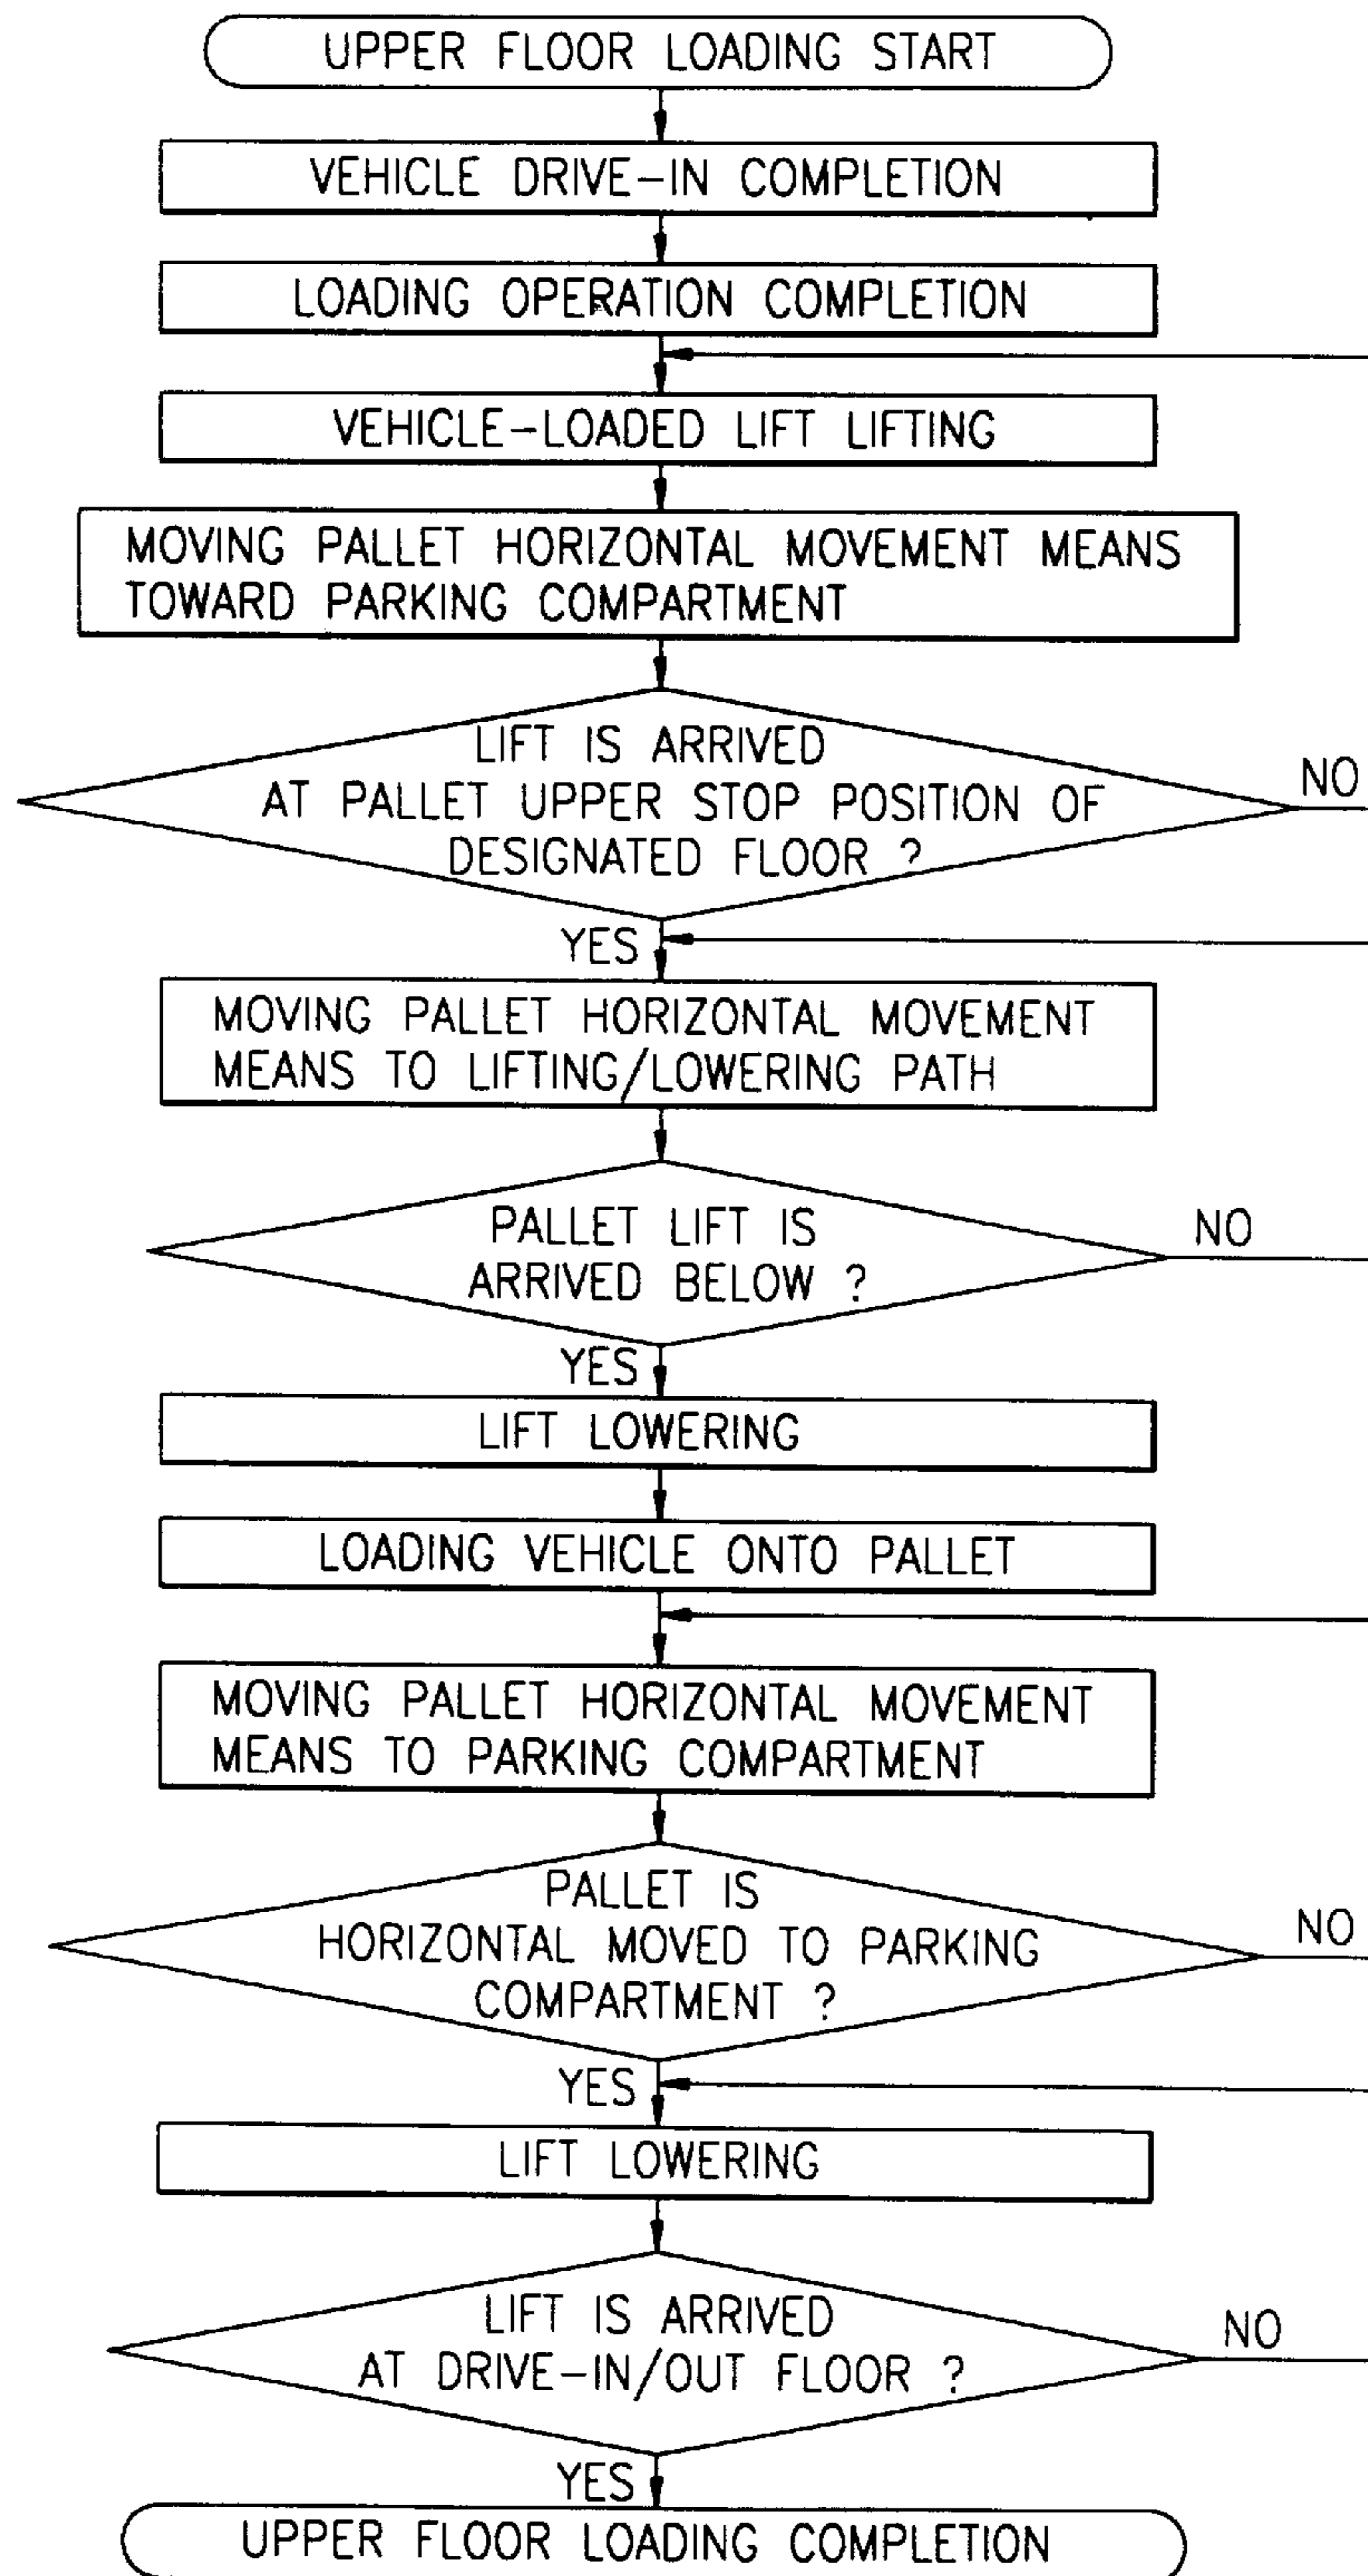 UPPER FLOOR LOADING START
VEHICLE DRIVE-IN COMPLETION
LOADING OPERATION COMPLETION
VEHICLE-LOADED LIFT LIFTING
MOVING PALLET HORIZONTAL MOVEMENT MEANS
TOWARD PARKING COMPARTMENT
LIFT IS ARRIVED
AT PALLET UPPER STOP POSITION OF
DESIGNATED FLOOR ?
NO
YES
MOVING PALLET HORIZONTAL MOVEMENT
MEANS TO LIFTING/LOWERING PATH
PALLET LIFT IS
ARRIVED BELOW ?
NO
YES
LIFT LOWERING
LOADING VEHICLE ONTO PALLET
MOVING PALLET HORIZONTAL MOVEMENT
MEANS TO PARKING COMPARTMENT
PALLET IS
HORIZONTAL MOVED TO PARKING
COMPARTMENT ?
NO
YES
LIFT LOWERING
LIFT IS ARRIVED
AT DRIVE-IN/OUT FLOOR ?
NO
YES
UPPER FLOOR LOADING COMPLETION